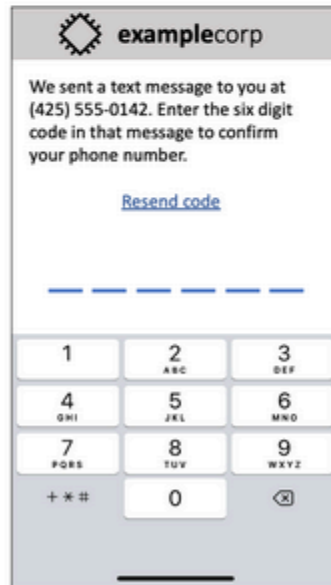 examplecorp
We sent a text message to you at
(425) 555-0142. Enter the six digit
code in that message to confirm
your phone number.
Resend code
1 2 3
ABC DEF
4 5 6
GHI JKL MNO
7 8 9
PQRS TUV WXYZ
+ * # 0